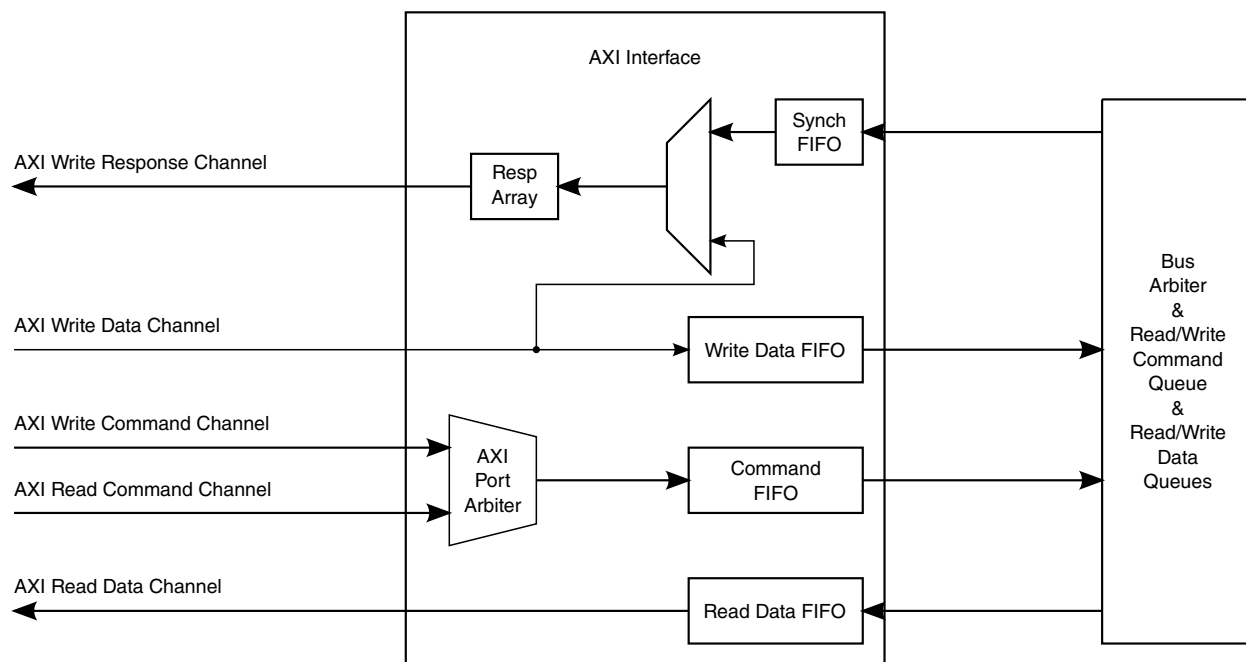 AXI Interface
Synch
FIFO
AXI Write Response Channel
Resp
Array
AXI Write Data Channel
Write Data FIFO
AXI Write Command Channel
AXI Read Command Channel
AXI
Port
Arbiter
Command
FIFO
AXI Read Data Channel
Read Data FIFO
Bus
Arbiter
&
Read/Write
Command
Queue
&
Read/Write
Data
Queues